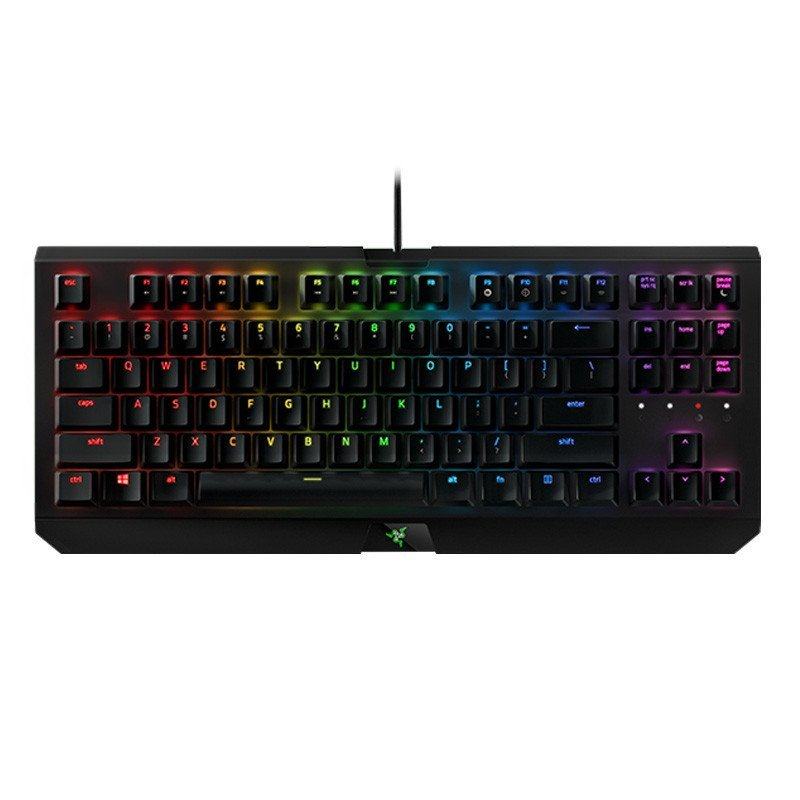 esc F1 F2 F3 F4 F5 F6 F7 F8 F9 F10 F11 F12 prt sc scr lk pause
sys rq break
~ 1 2 3 4 5 6 7 8 9 0 - = ← ins home page
up
tab Q W E R T Y U I O P [ ] \ del end page
down
caps A S D F G H J K L ; ' enter
shift Z X C V B N M , . / shift ^
ctrl alt alt fn ctrl < v >